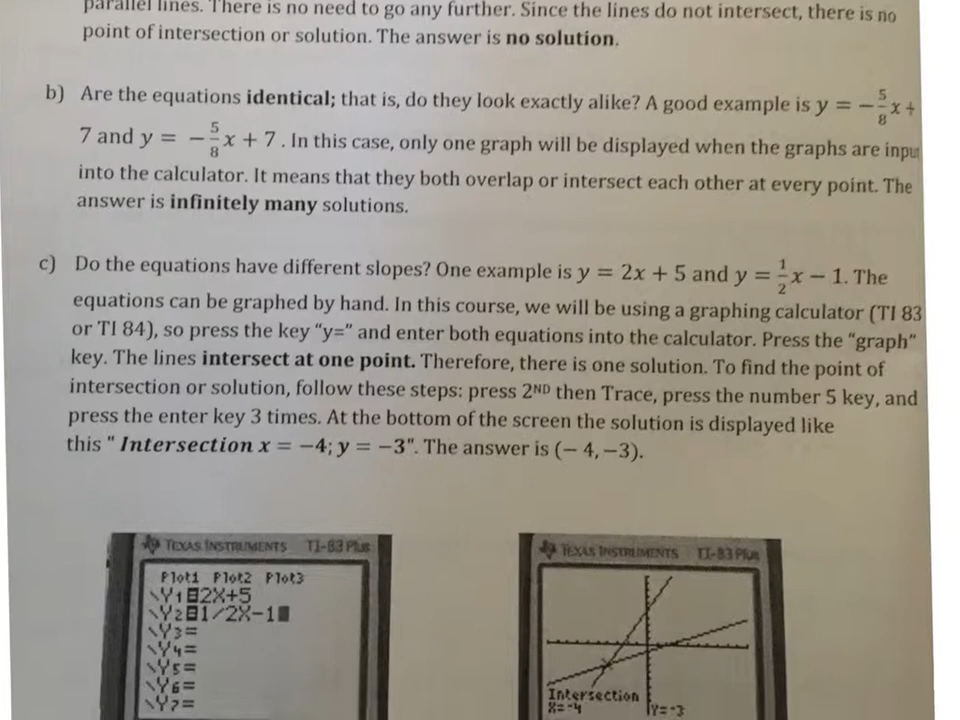 parallel lines. There is no need to go any further. Since the lines do not intersect, there is no
point of intersection or solution. The answer is no solution.
b) Are the equations identical; that is, do they look exactly alike? A good example is y = −5/8x +
7 and y = −5/8x + 7. In this case, only one graph will be displayed when the graphs are input
into the calculator. It means that they both overlap or intersect each other at every point. The
answer is infinitely many solutions.
c) Do the equations have different slopes? One example is y = 2x + 5 and y = 1/2x − 1. The
equations can be graphed by hand. In this course, we will be using a graphing calculator (TI 83
or TI 84), so press the key "y=" and enter both equations into the calculator. Press the "graph"
key. The lines intersect at one point. Therefore, there is one solution. To find the point of
intersection or solution, follow these steps: press 2ND then Trace, press the number 5 key, and
press the enter key 3 times. At the bottom of the screen the solution is displayed like
this " Intersection x = −4; y = −3". The answer is (− 4, −3).
TEXAS INSTRUMENTS TI-83 Plus
Plot1 Plot2 Plot3
\Y1=2X+5
\Y2=1/2X-1
\Y3=
\Y4=
\Y5=
\Y6=
\Y7=
TEXAS INSTRUMENTS TI-83 Plus
Intersection
X=-4 Y=-3